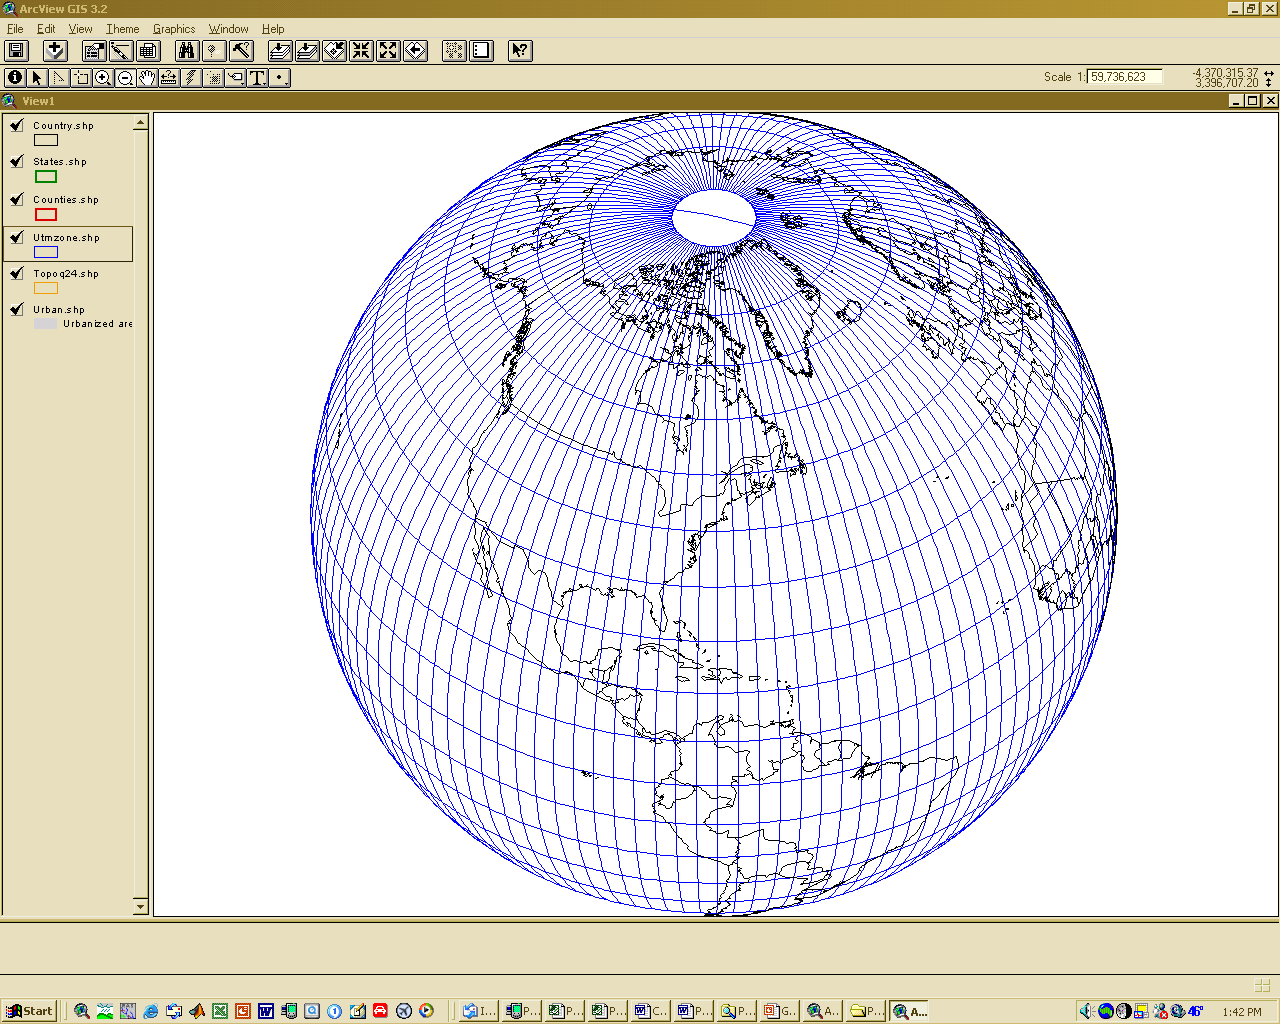 ArcView GIS 3.2
File Edit View Theme Graphics Window Help
Scale 1: 59,736,623
-4,370,315.37
3,396,707.20
View1
Country.shp
States.shp
Counties.shp
Utmzone.shp
Topoq24.shp
Urban.shp
Urbanized are
Start
I...
P...
P...
P...
P...
C...
P...
P...
G...
A...
P...
A...
46°
1:42 PM